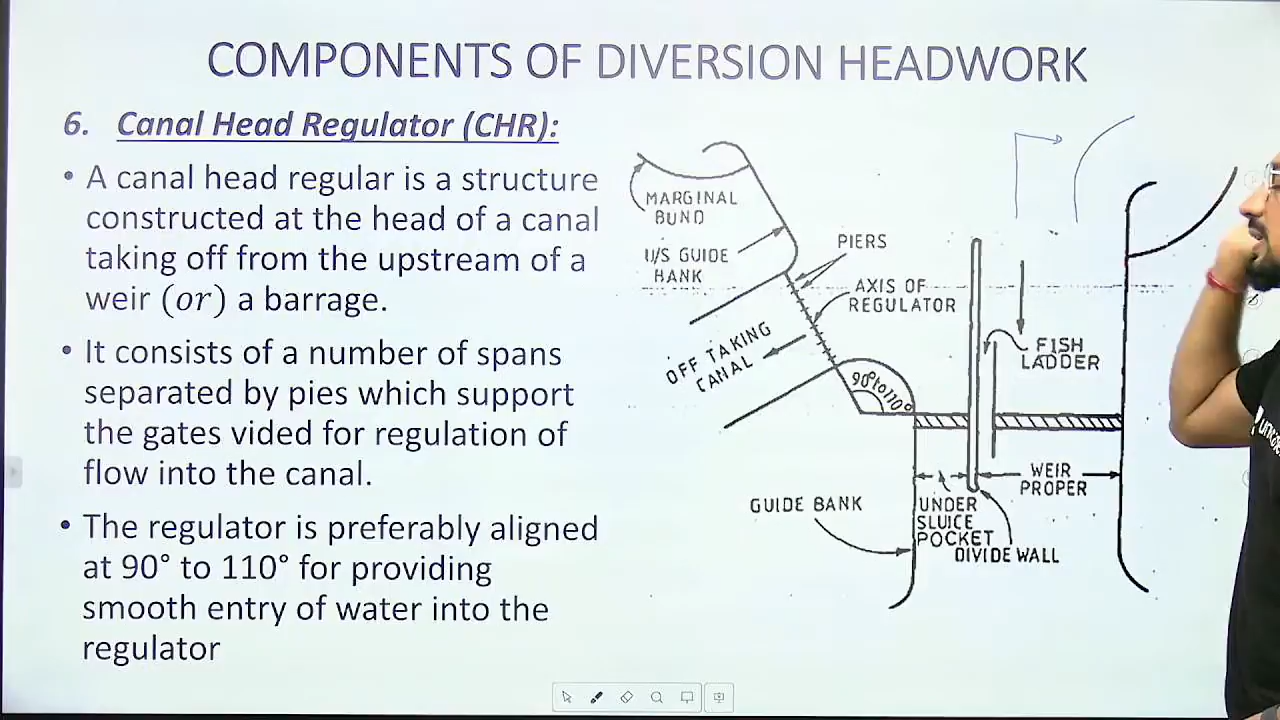 COMPONENTS OF DIVERSION HEADWORK
6. Canal Head Regulator (CHR):
• A canal head regular is a structure
constructed at the head of a canal
taking off from the upstream of a
weir (or) a barrage.
• It consists of a number of spans
separated by pies which support
the gates vided for regulation of
flow into the canal.
• The regulator is preferably aligned
at 90° to 110° for providing
smooth entry of water into the
regulator
MARGINAL
BUND
U/S GUIDE
HANK
PIERS
AXIS OF
REGULATOR
OFF TAKING
CANAL
90° to 110°
FISH
LADDER
WEIR
PROPER
GUIDE BANK
UNDER
SLUICE
POCKET
DIVIDE WALL